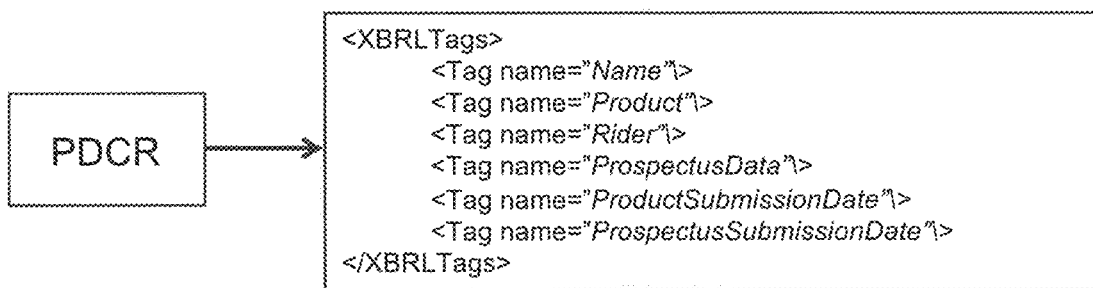 PDCR
<XBRLTags>
<Tag name="Name"\>
<Tag name="Product"\>
<Tag name="Rider"\>
<Tag name="ProspectusData"\>
<Tag name="ProductSubmissionDate"\>
<Tag name="ProspectusSubmissionDate"\>
</XBRLTags>